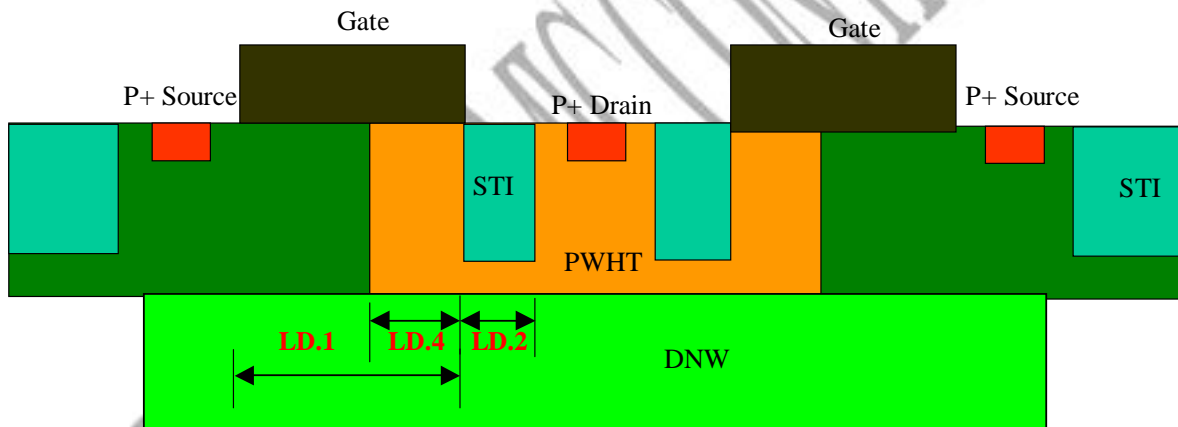 Gate
Gate
P+ Source
P+ Drain
P+ Source
STI
STI
PWHT
LD.1
LD.4
LD.2
DNW